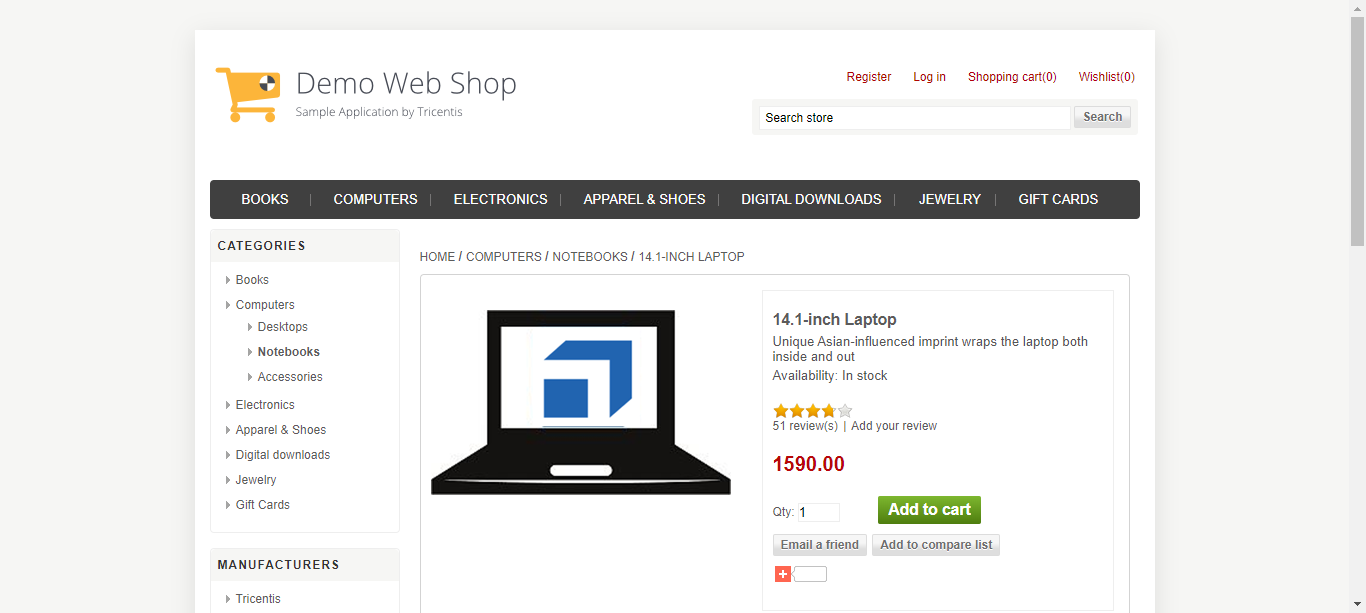 Demo Web Shop
Sample Application by Tricentis
Register Log in Shopping cart(0) Wishlist(0)
Search store Search
BOOKS | COMPUTERS | ELECTRONICS | APPAREL & SHOES | DIGITAL DOWNLOADS | JEWELRY | GIFT CARDS
CATEGORIES
Books
Computers
Desktops
Notebooks
Accessories
Electronics
Apparel & Shoes
Digital downloads
Jewelry
Gift Cards
MANUFACTURERS
Tricentis
HOME / COMPUTERS / NOTEBOOKS / 14.1-INCH LAPTOP
14.1-inch Laptop
Unique Asian-influenced imprint wraps the laptop both
inside and out
Availability: In stock
51 review(s) | Add your review
1590.00
Qty: 1 Add to cart
Email a friend Add to compare list